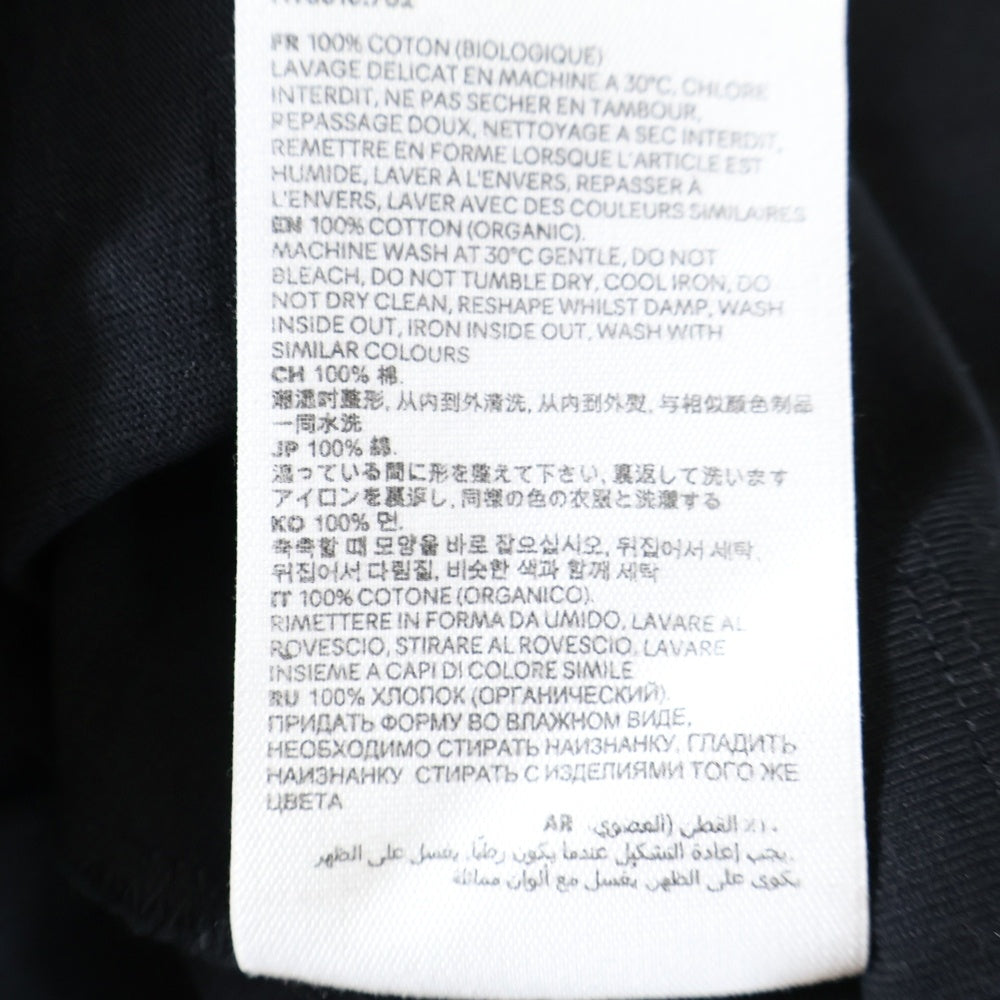 FR 100% COTON (BIOLOGIQUE)
LAVAGE DELICAT EN MACHINE A 30°C, CHLORE
INTERDIT, NE PAS SECHER EN TAMBOUR,
REPASSAGE DOUX, NETTOYAGE A SEC INTERDIT,
REMETTRE EN FORME LORSQUE L'ARTICLE EST
HUMIDE, LAVER À L'ENVERS, REPASSER À
L'ENVERS, LAVER AVEC DES COULEURS SIMILAIRES
EN 100% COTTON (ORGANIC).
MACHINE WASH AT 30°C GENTLE, DO NOT
BLEACH, DO NOT TUMBLE DRY, COOL IRON, DO
NOT DRY CLEAN, RESHAPE WHILST DAMP, WASH
INSIDE OUT, IRON INSIDE OUT, WASH WITH
SIMILAR COLOURS
CH 100% 棉.
潮湿时整形, 从内到外清洗, 从内到外熨, 与相似颜色制品
一同水洗
JP 100% 綿.
湿っている間に形を整えて下さい, 裏返して洗います
アイロンを裏返し, 同様の色の衣服と洗濯する
KO 100% 면.
축축할 때 모양을 바로 잡으십시오, 뒤집어서 세탁,
뒤집어서 다림질, 비슷한 색과 함께 세탁
IT 100% COTONE (ORGANICO).
RIMETTERE IN FORMA DA UMIDO, LAVARE AL
ROVESCIO, STIRARE AL ROVESCIO, LAVARE
INSIEME A CAPI DI COLORE SIMILE
RU 100% ХЛОПОК (ОРГАНИЧЕСКИЙ).
ПРИДАТЬ ФОРМУ ВО ВЛАЖНОМ ВИДЕ,
НЕОБХОДИМО СТИРАТЬ НАИЗНАНКУ, ГЛАДИТЬ
НАИЗНАНКУ СТИРАТЬ С ИЗДЕЛИЯМИ ТОГО ЖЕ
ЦВЕТА
AR القطن (العضوي).
يجب إعادة التشكيل عندما يكون رطبًا, يغسل على الظهر,
يكوى على الظهر, يغسل مع ألوان مماثلة